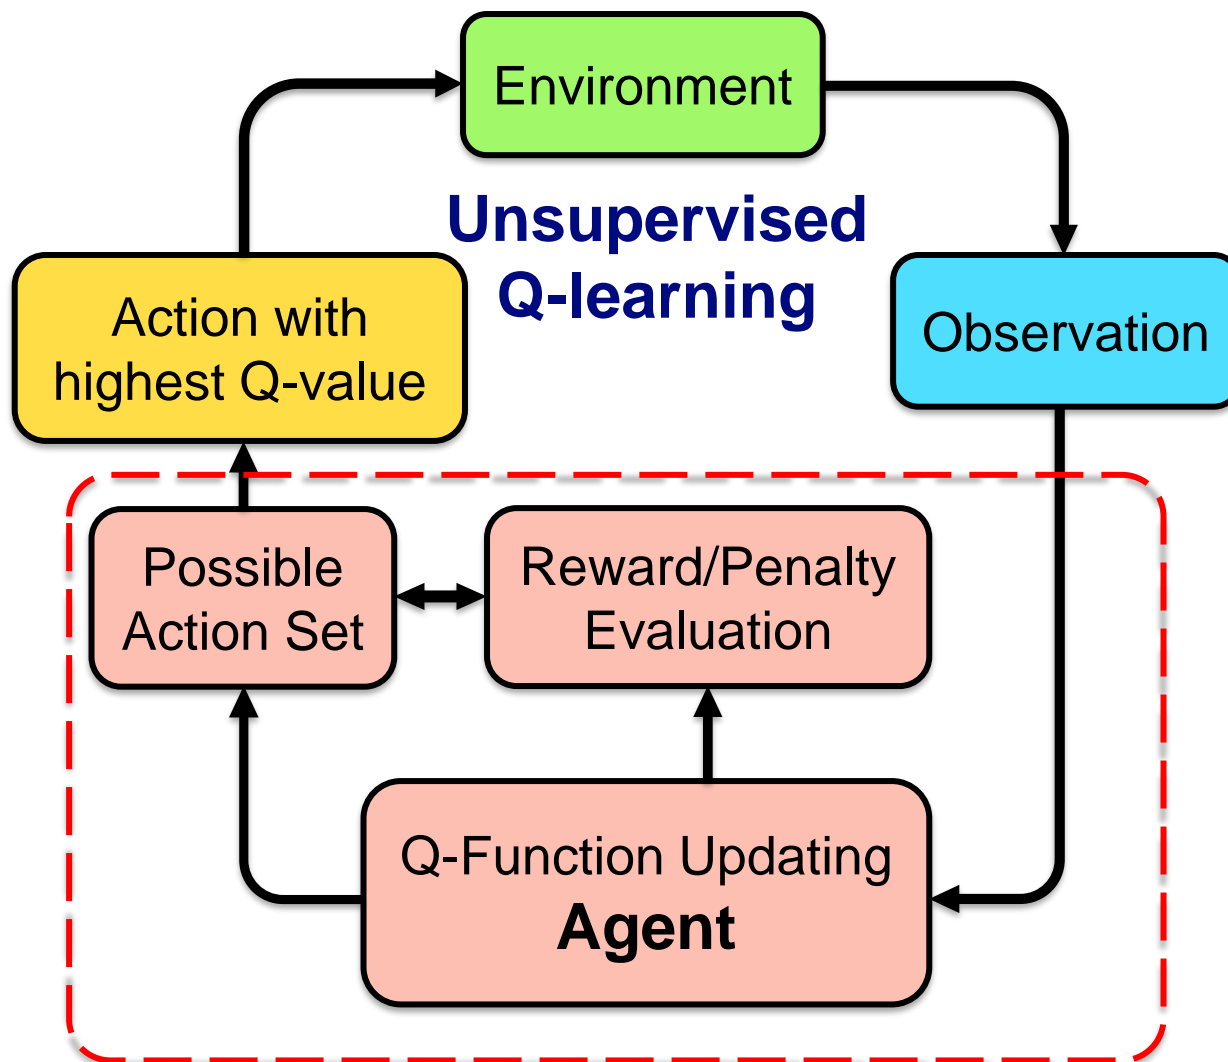 Environment
Unsupervised
Q-learning
Action with
highest Q-value
Observation
Possible
Action Set
Reward/Penalty
Evaluation
Q-Function Updating
Agent